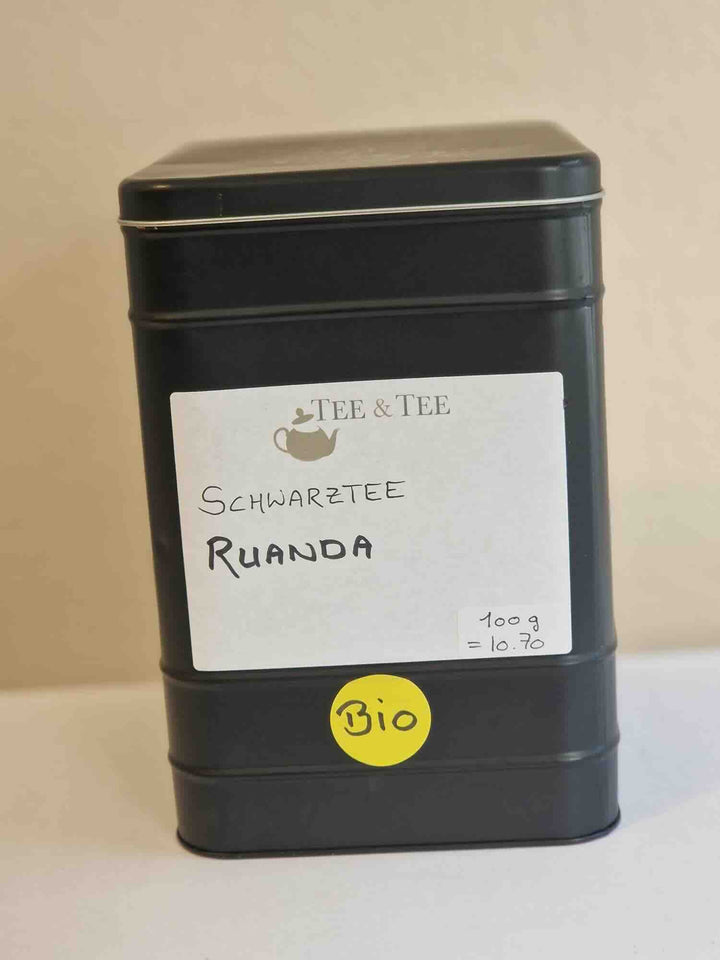 TEE & TEE
SCHWARZTEE
RUANDA
100 g
= 10.70
Bio